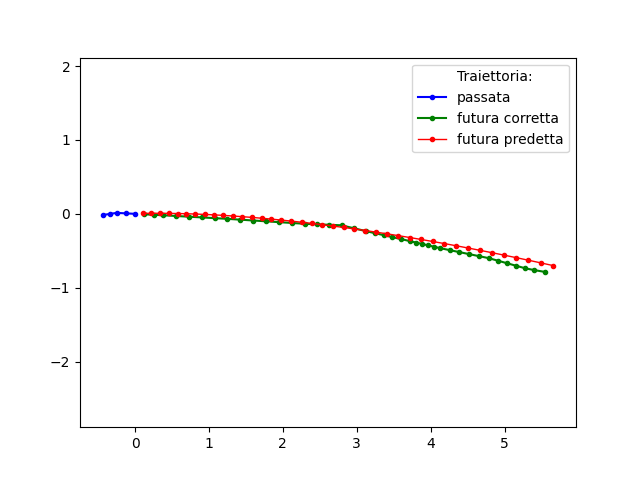 Traiettoria:
passata
futura corretta
futura predetta
2
1
0
−1
−2
0 1 2 3 4 5